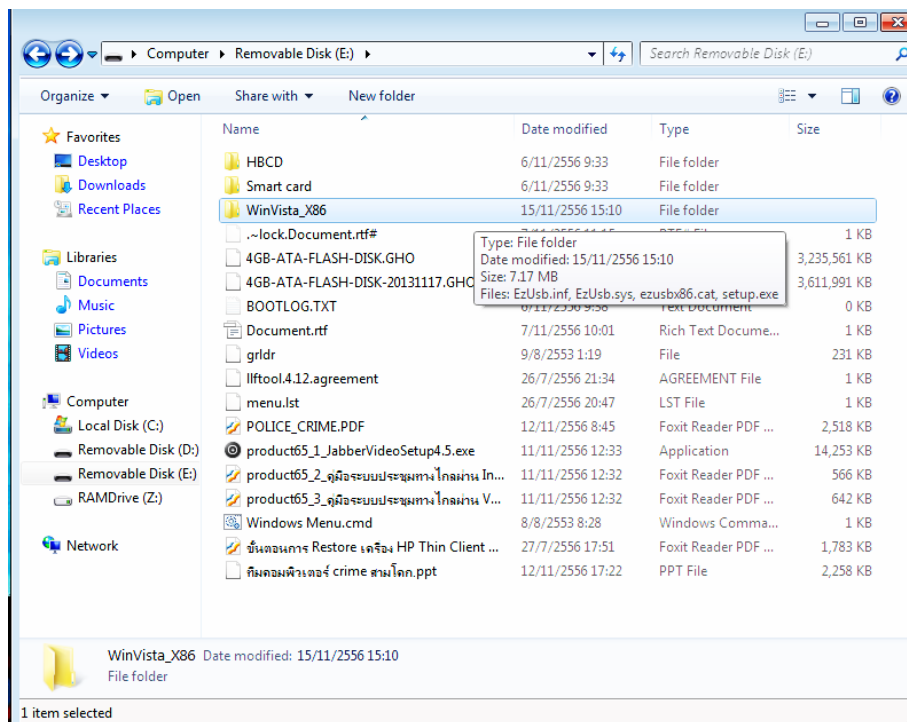 Computer Removable Disk (E:) Search Removable Disk (E:)
Organize Open Share with New folder
Favorites
Desktop
Downloads
Recent Places
Libraries
Documents
Music
Pictures
Videos
Computer
Local Disk (C:)
Removable Disk (D:)
Removable Disk (E:)
RAMDrive (Z:)
Network
Name Date modified Type Size
HBCD 6/11/2556 9:33 File folder
Smart card 6/11/2556 9:33 File folder
WinVista_X86 15/11/2556 15:10 File folder
.~lock.Document.rtf# 1 KB
4GB-ATA-FLASH-DISK.GHO 3,235,561 KB
4GB-ATA-FLASH-DISK-20131117.GHO 3,611,991 KB
BOOTLOG.TXT Text Document 0 KB
Document.rtf 7/11/2556 10:01 Rich Text Docume... 1 KB
grldr 9/8/2553 1:19 File 231 KB
llftool.4.12.agreement 26/7/2556 21:34 AGREEMENT File 1 KB
menu.lst 26/7/2556 20:47 LST File 1 KB
POLICE_CRIME.PDF 12/11/2556 8:45 Foxit Reader PDF ... 2,518 KB
product65_1_JabberVideoSetup4.5.exe 11/11/2556 12:33 Application 14,253 KB
product65_2_คู่มือระบบประชุมทางไกลผ่าน In... 11/11/2556 12:32 Foxit Reader PDF ... 566 KB
product65_3_คู่มือระบบประชุมทางไกลผ่าน V... 11/11/2556 12:32 Foxit Reader PDF ... 642 KB
Windows Menu.cmd 8/8/2553 8:28 Windows Comma... 1 KB
ขั้นตอนการ Restore เครื่อง HP Thin Client ... 27/7/2556 17:51 Foxit Reader PDF ... 1,783 KB
ทีมคอมพิวเตอร์ crime สามโคก.ppt 12/11/2556 17:22 PPT File 2,258 KB
Type: File folder
Date modified: 15/11/2556 15:10
Size: 7.17 MB
Files: EzUsb.inf, EzUsb.sys, ezusbx86.cat, setup.exe
WinVista_X86 Date modified: 15/11/2556 15:10
File folder
1 item selected